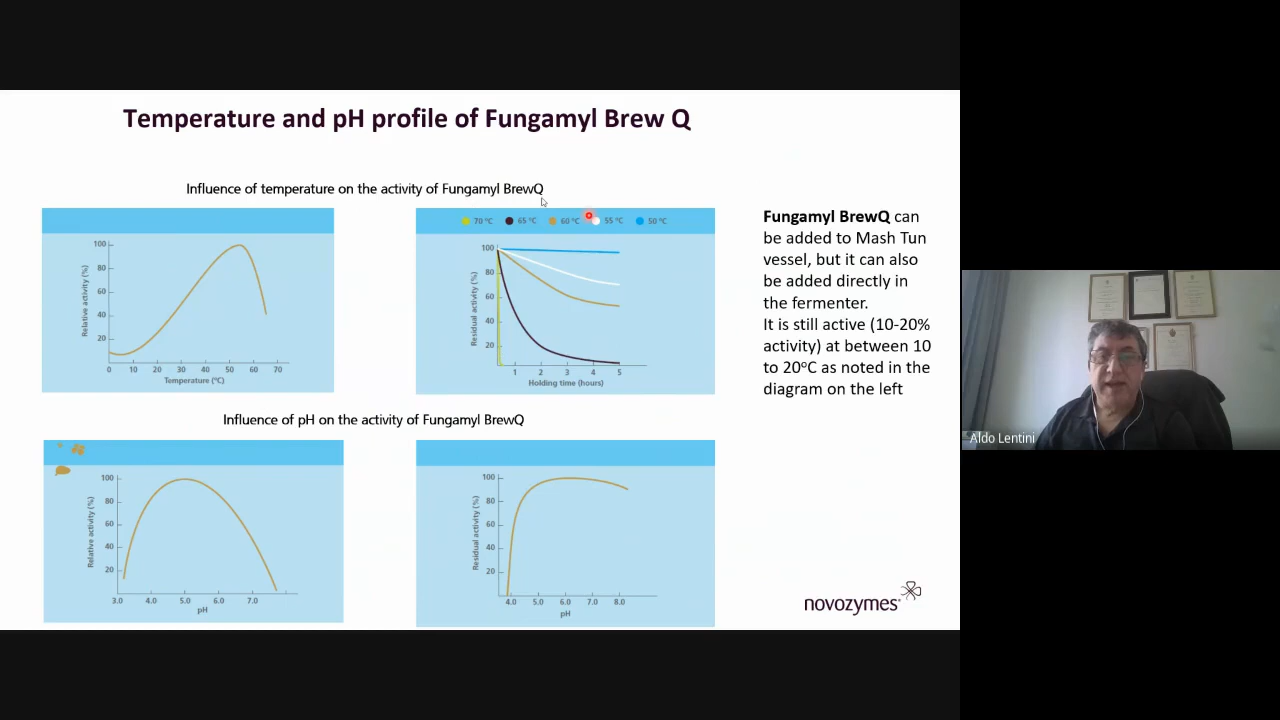 Temperature and pH profile of Fungamyl Brew Q
Influence of temperature on the activity of Fungamyl BrewQ
100
80
60
40
20
Relative activity (%)
0 10 20 30 40 50 60 70
Temperature (°C)
70 °C 65 °C 60 °C 55 °C 50 °C
100
80
60
40
20
Residual activity (%)
1 2 3 4 5
Holding time (hours)
Fungamyl BrewQ can
be added to Mash Tun
vessel, but it can also
be added directly in
the fermenter.
It is still active (10-20%
activity) at between 10
to 20°C as noted in the
diagram on the left
Influence of pH on the activity of Fungamyl BrewQ
100
80
60
40
20
Relative activity (%)
3.0 4.0 5.0 6.0 7.0
pH
100
80
60
40
20
Residual activity (%)
4.0 5.0 6.0 7.0 8.0
pH
novozymes
Aldo Lentini